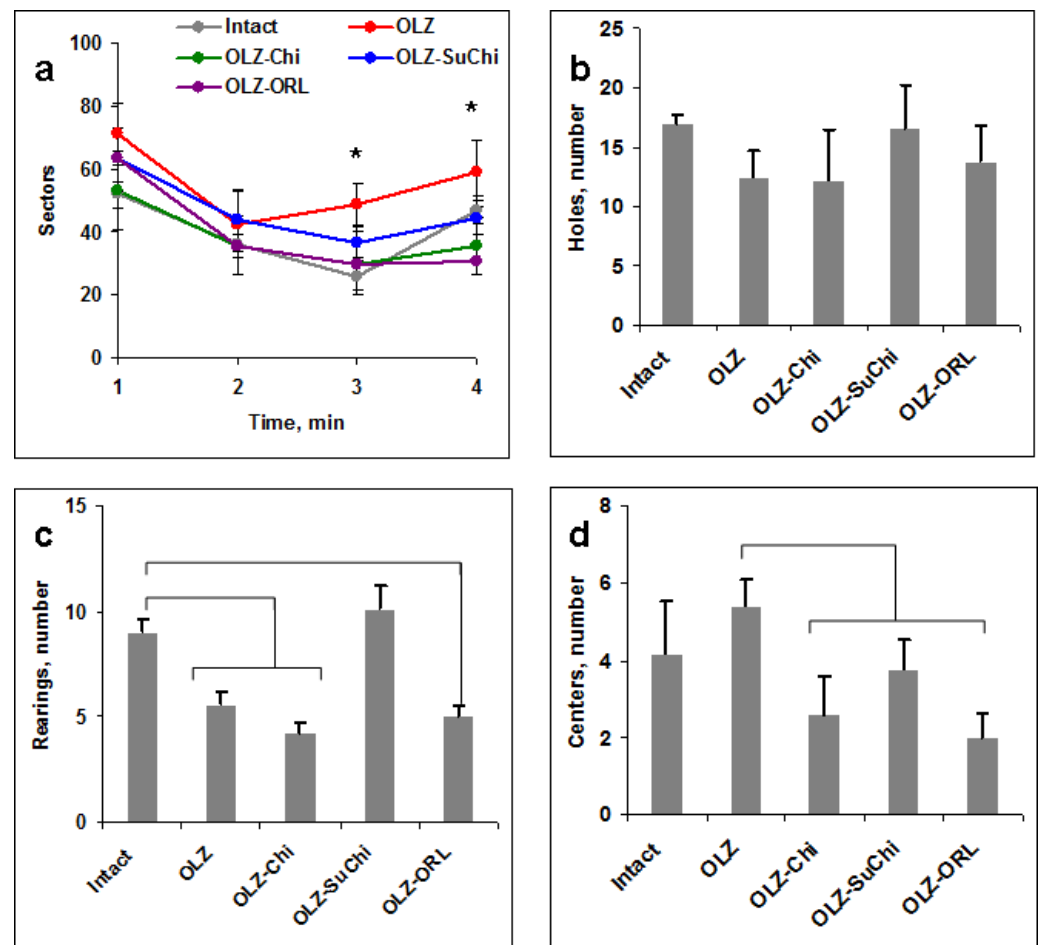 a
Intact OLZ
OLZ-Chi OLZ-SuChi
OLZ-ORL
100
80
60
40
20
0
*
*
1 2 3 4
Sectors
Time, min
b
25
20
15
10
5
0
Holes, number
Intact OLZ OLZ-Chi OLZ-SuChi OLZ-ORL
c
15
10
5
0
Rearings, number
Intact OLZ OLZ-Chi OLZ-SuChi OLZ-ORL
d
8
6
4
2
0
Centers, number
Intact OLZ OLZ-Chi OLZ-SuChi OLZ-ORL